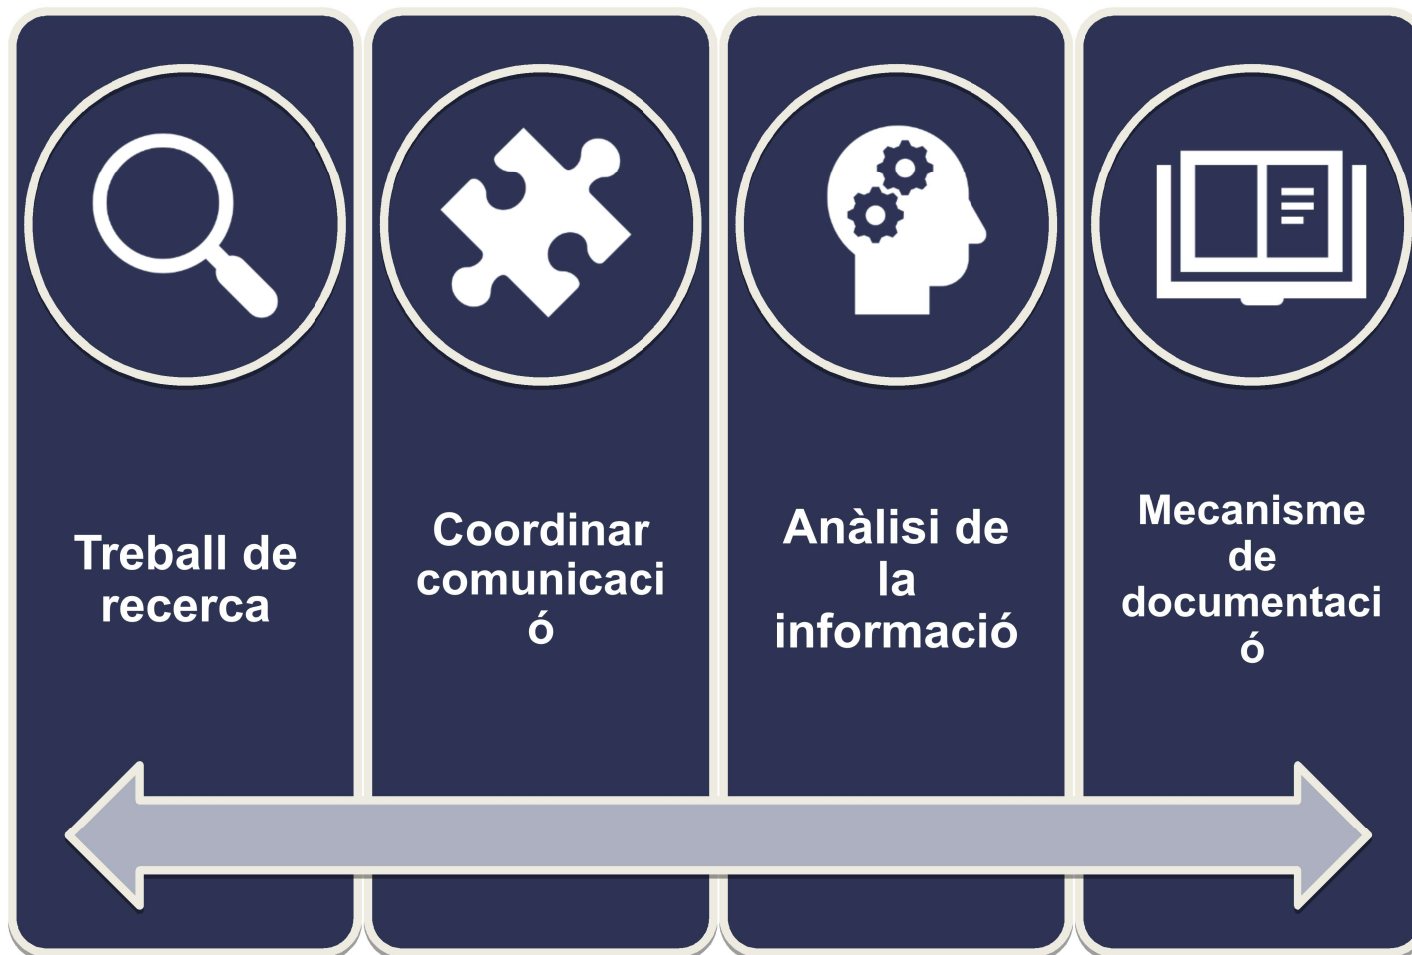 Treball de
recerca
Coordinar
comunicaci
ó
Anàlisi de
la
informació
Mecanisme
de
documentaci
ó